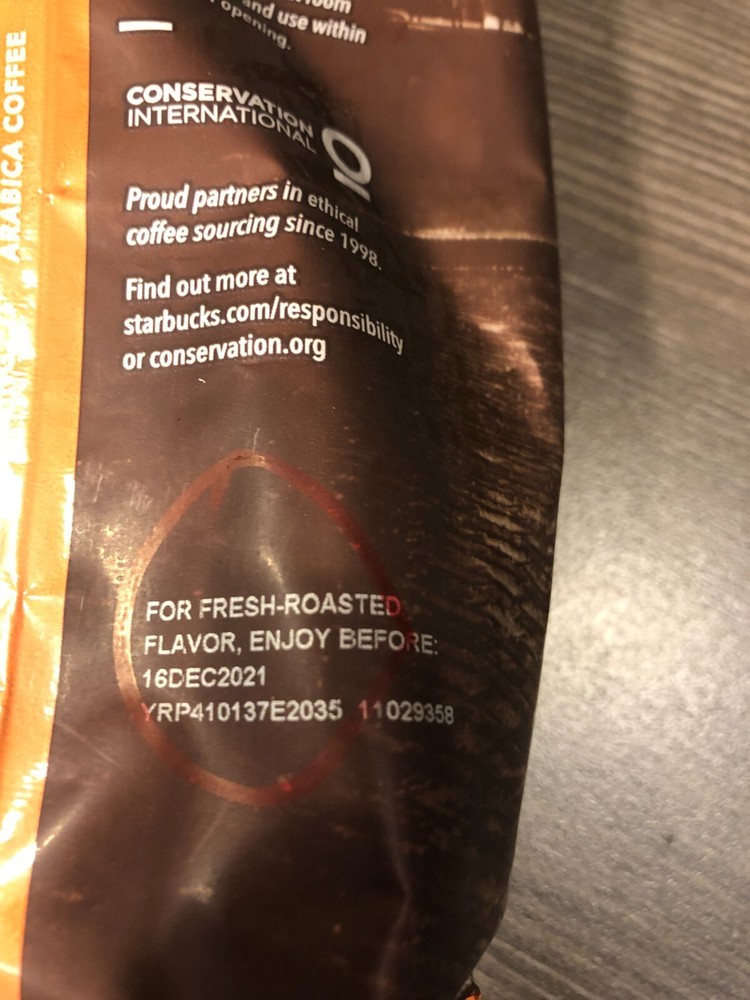 and use within
opening.
CONSERVATION
INTERNATIONAL
Proud partners in ethical
coffee sourcing since 1998.
Find out more at
starbucks.com/responsibility
or conservation.org
FOR FRESH-ROASTED
FLAVOR, ENJOY BEFORE:
16DEC2021
YRP410137E2035 11029358
ARABICA COFFEE